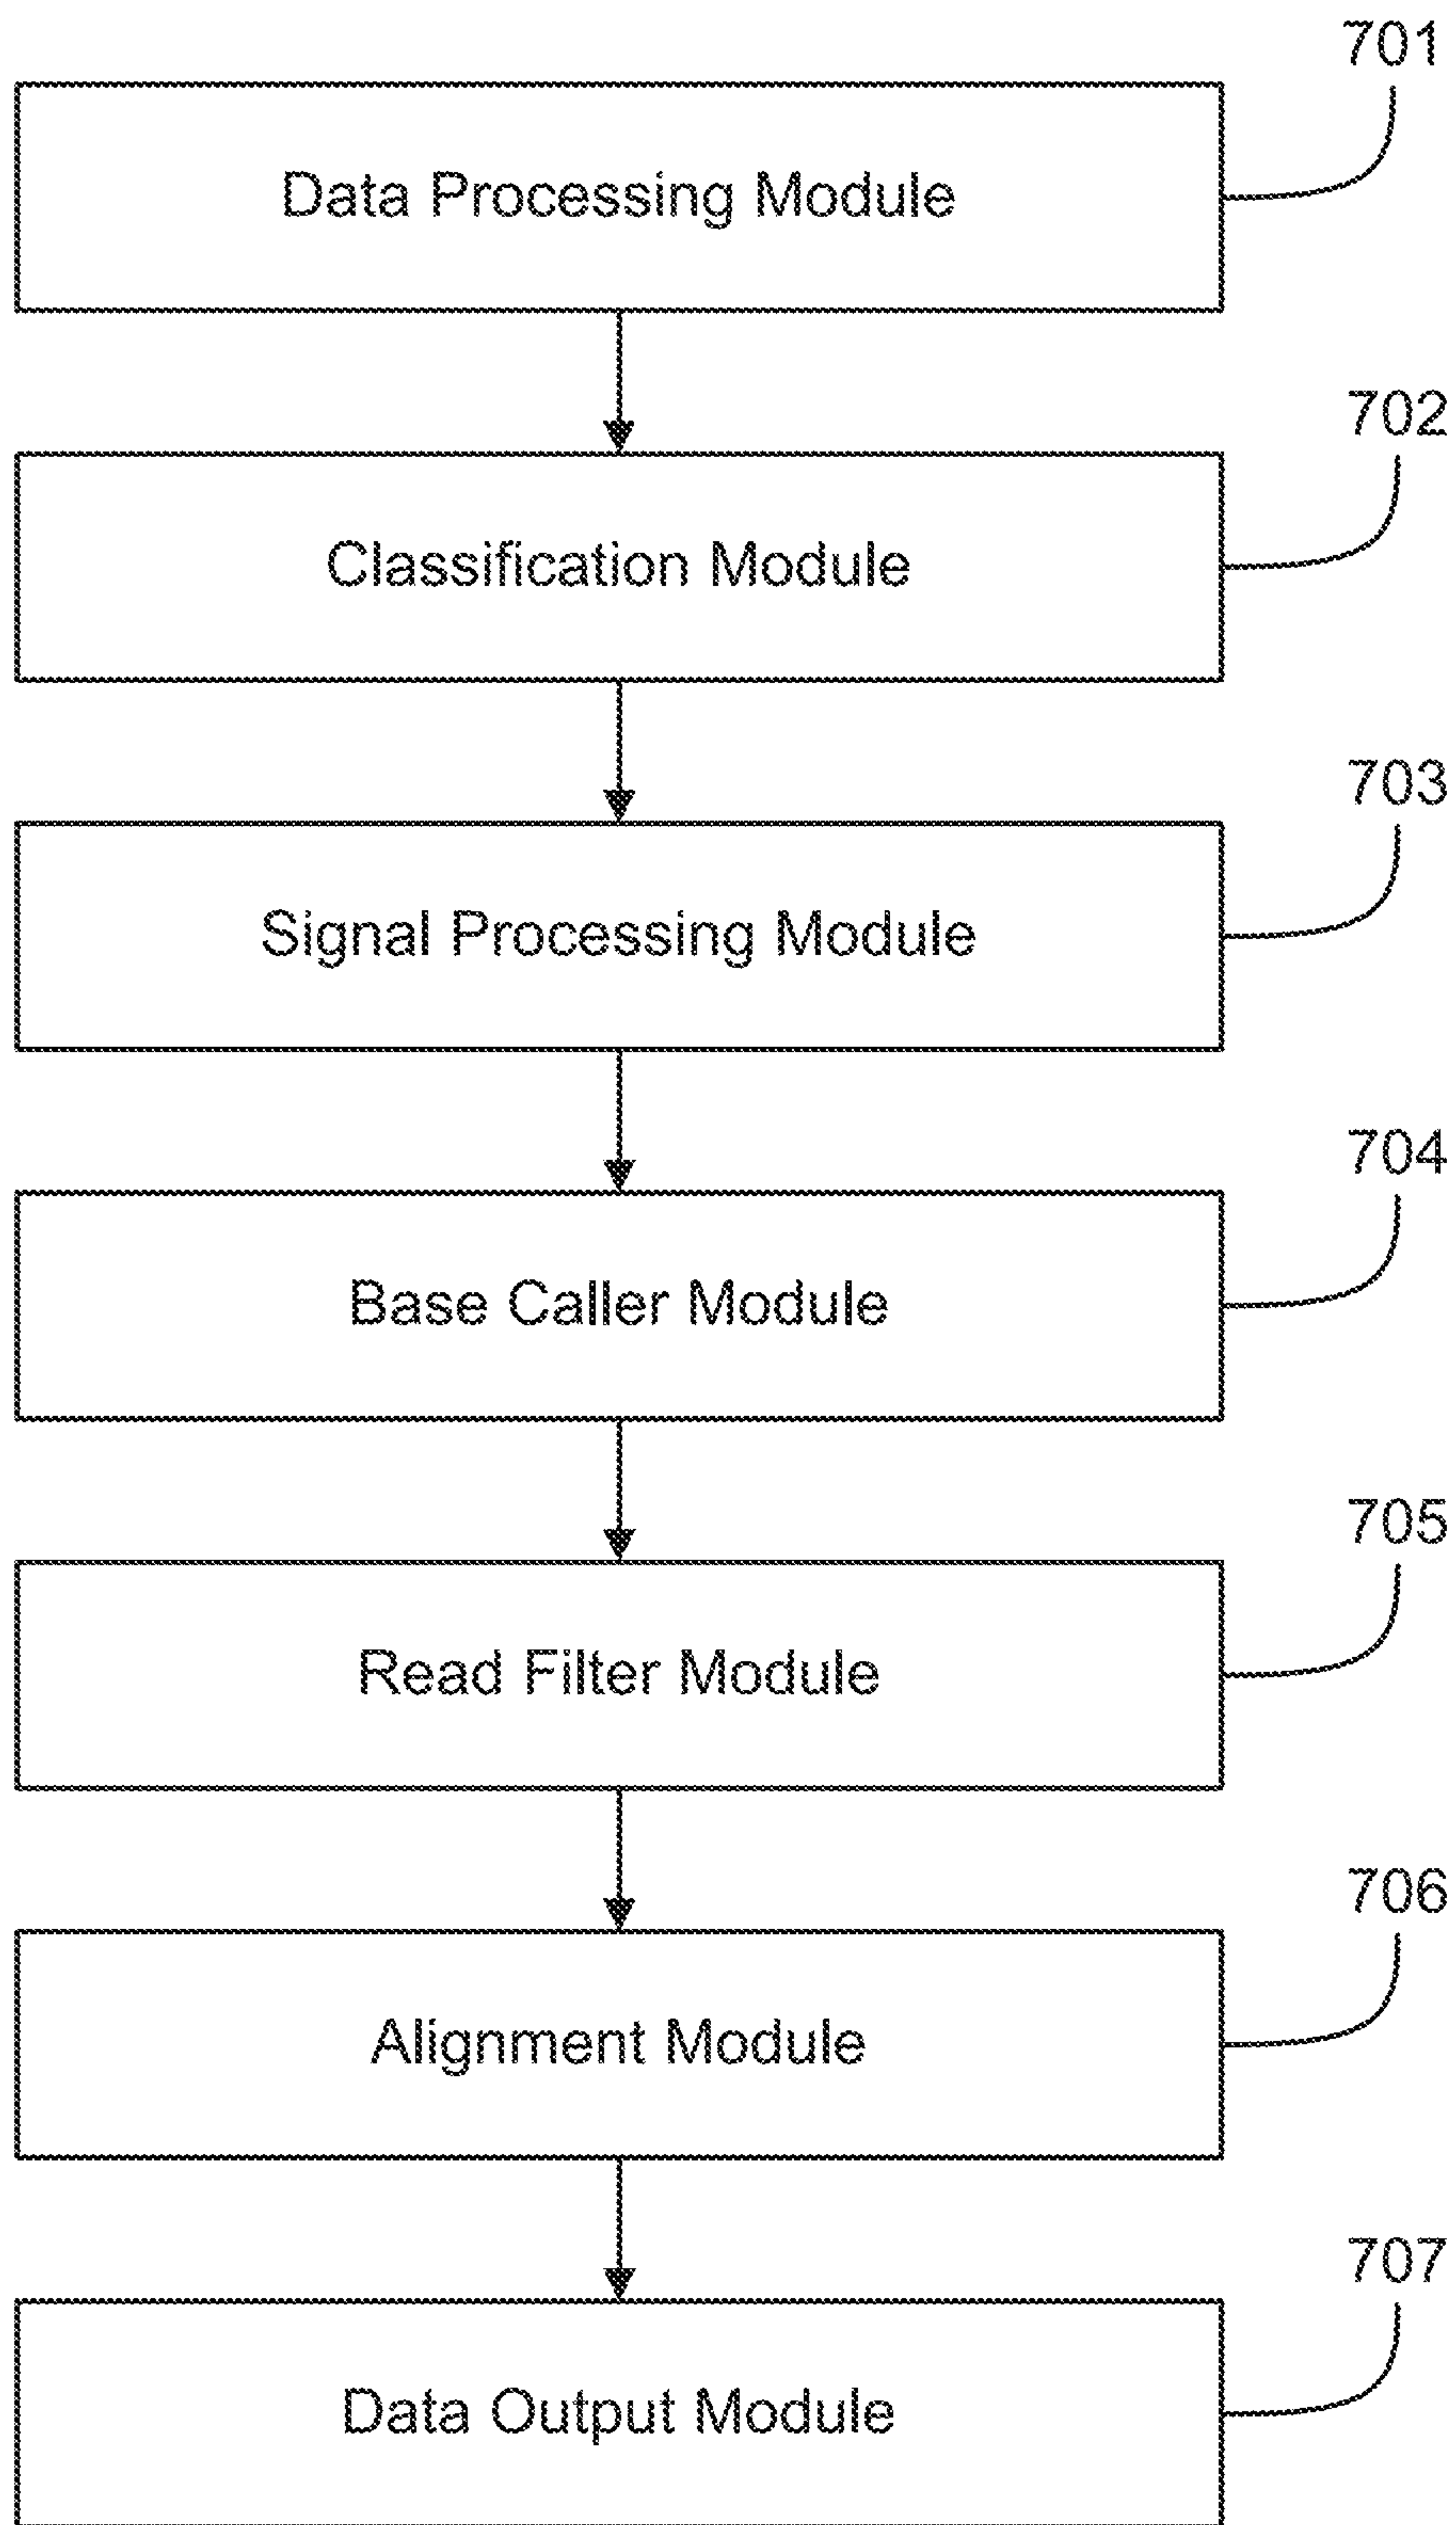 701
Data Processing Module
702
Classification Module
703
Signal Processing Module
704
Base Caller Module
705
Read Filter Module
706
Alignment Module
707
Data Output Module